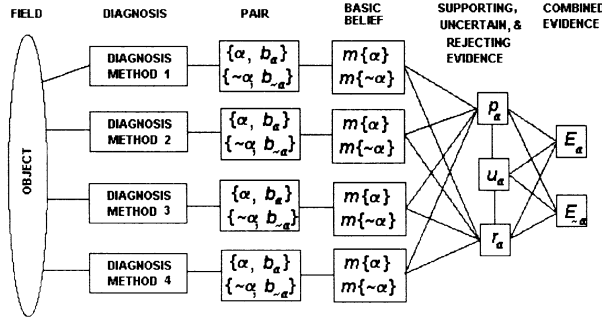 FIELD
DIAGNOSIS
PAIR
BASIC
BELIEF
SUPPORTING,
UNCERTAIN, &
REJECTING
EVIDENCE
COMBINED
EVIDENCE
OBJECT
DIAGNOSIS
METHOD 1
{α, bα}
{~α, b~α}
m{α}
m{~α}
DIAGNOSIS
METHOD 2
{α, bα}
{~α, b~α}
m{α}
m{~α}
DIAGNOSIS
METHOD 3
{α, bα}
{~α, b~α}
m{α}
m{~α}
DIAGNOSIS
METHOD 4
{α, bα}
{~α, b~α}
m{α}
m{~α}
pα
uα
rα
Eα
E~α